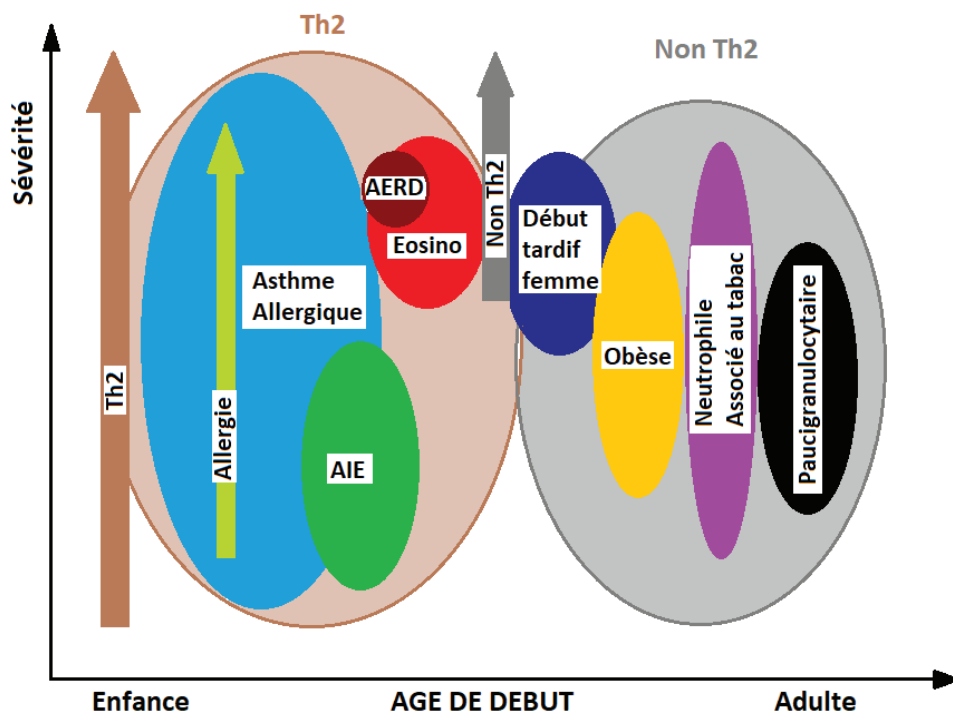 Th2
Non Th2
Sévérité
AERD
Eosino
Non Th2
Début
tardif
femme
Asthme
Allergique
Obèse
Neutrophile
Associé au tabac
Paucigranulocytaire
Th2
Allergie
AIE
Enfance
AGE DE DEBUT
Adulte